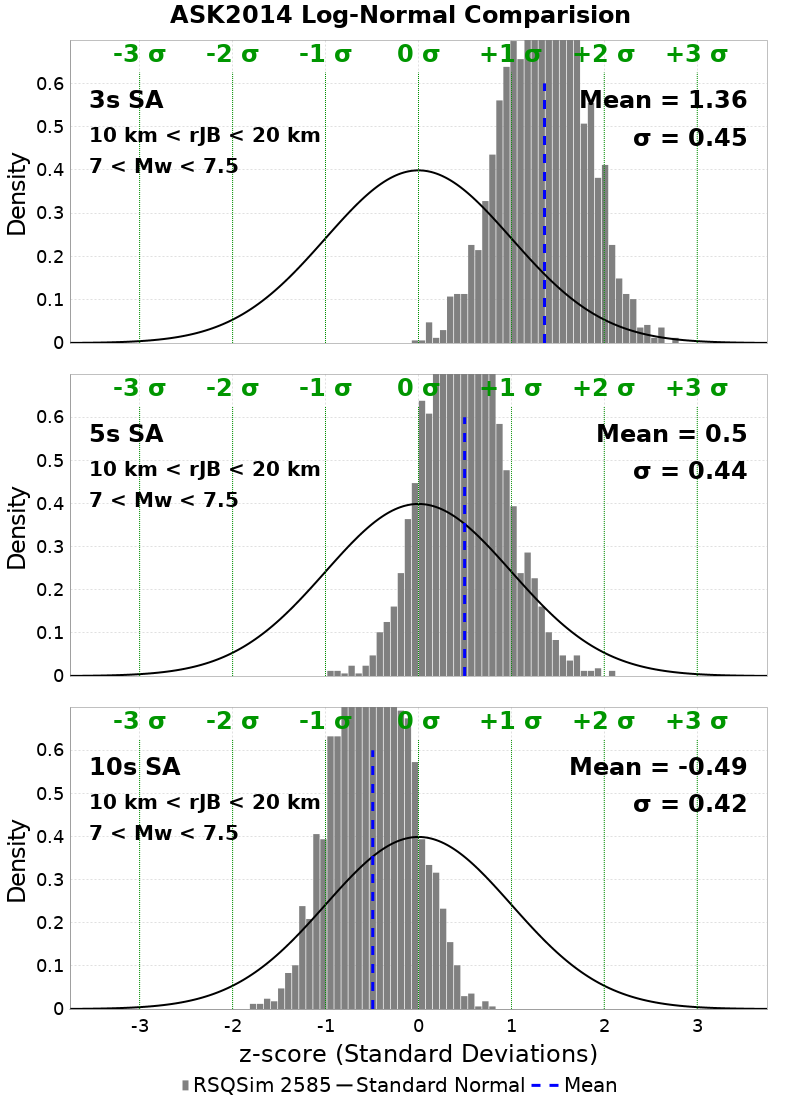 ASK2014 Log-Normal Comparision
-3 σ -2 σ -1 σ 0 σ +1 σ +2 σ +3 σ
3s SA
10 km < rJB < 20 km
7 < Mw < 7.5
Mean = 1.36
σ = 0.45
0.6
0.5
0.4
0.3
0.2
0.1
0
Density
-3 σ -2 σ -1 σ 0 σ +1 σ +2 σ +3 σ
5s SA
10 km < rJB < 20 km
7 < Mw < 7.5
Mean = 0.5
σ = 0.44
0.6
0.5
0.4
0.3
0.2
0.1
0
Density
-3 σ -2 σ -1 σ 0 σ +1 σ +2 σ +3 σ
10s SA
10 km < rJB < 20 km
7 < Mw < 7.5
Mean = -0.49
σ = 0.42
0.6
0.5
0.4
0.3
0.2
0.1
0
Density
-3 -2 -1 0 1 2 3
z-score (Standard Deviations)
RSQSim 2585 Standard Normal Mean